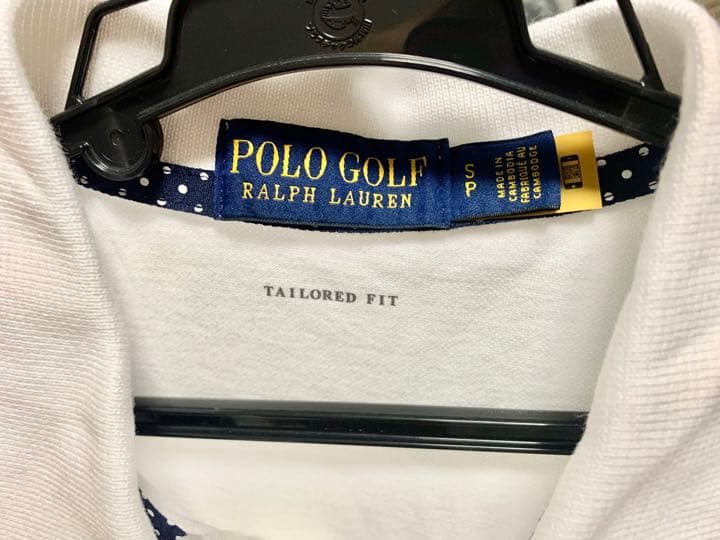 POLO GOLF
RALPH LAUREN
S
P
MADE IN
CAMBODIA
FABRIQUÉ AU
CAMBODGE
TAILORED FIT